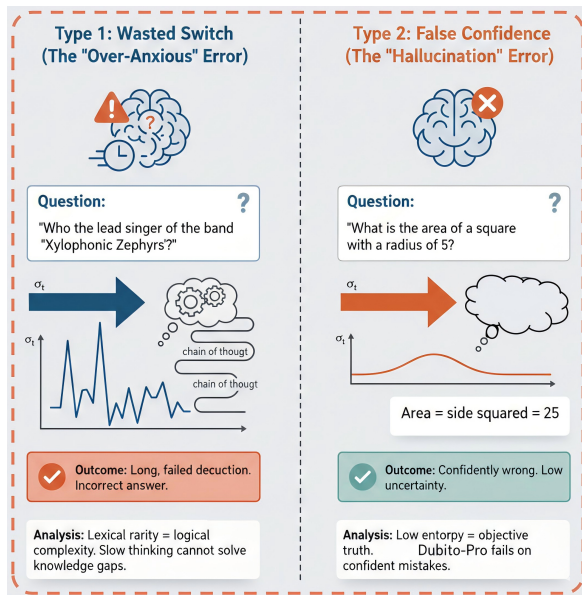 Type 1: Wasted Switch
(The "Over-Anxious" Error)
?
Question:
?
"Who the lead singer of the band
"Xylophonic Zephyrs'?"
σt
chain of thougt
chain of thougt
σt
Outcome: Long, failed decuction.
Incorrect answer.
Analysis: Lexical rarity = logical
complexity. Slow thinking cannot solve
knowledge gaps.
Type 2: False Confidence
(The "Hallucination" Error)
Question:
?
"What is the area of a square
with a radius of 5?
σt
σt
Area = side squared = 25
Outcome: Confidently wrong. Low
uncertainty.
Analysis: Low entorpy = objective
truth. Dubito-Pro fails on
confident mistakes.